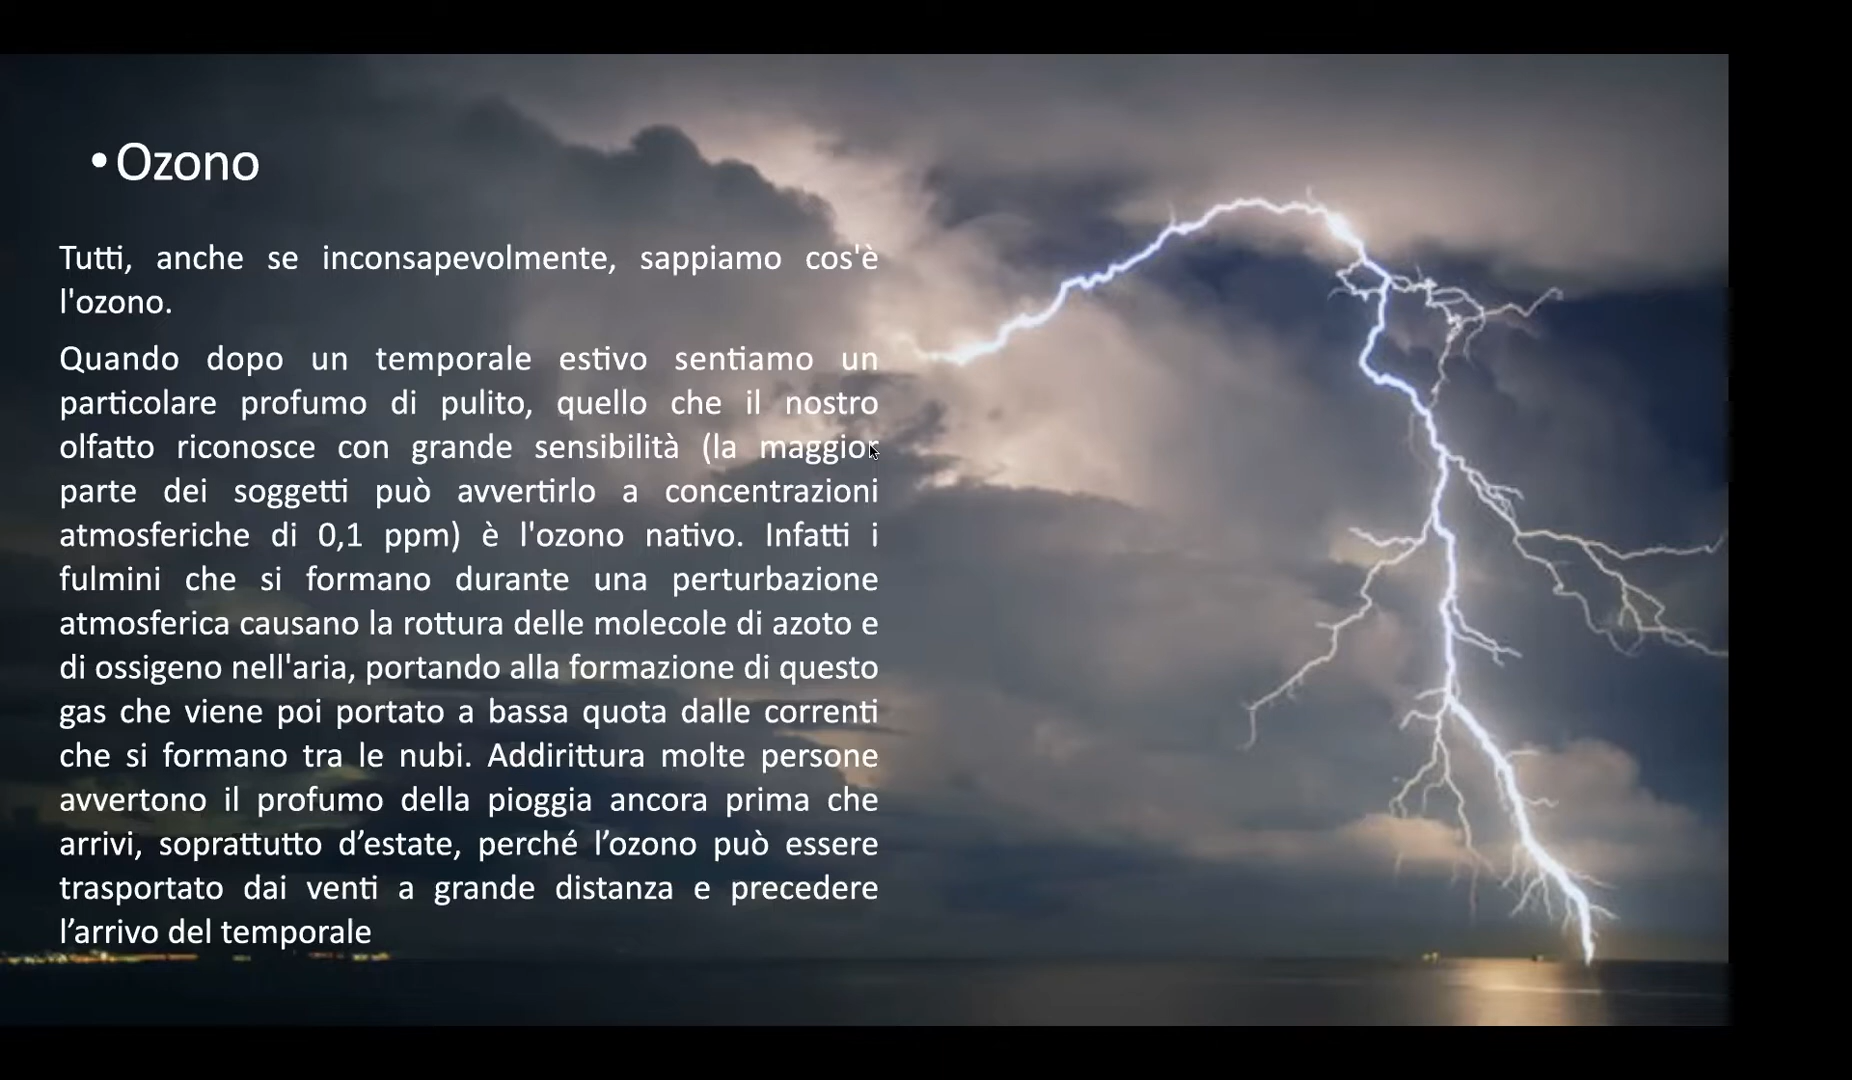 • Ozono
Tutti, anche se inconsapevolmente, sappiamo cos'è
l'ozono.
Quando dopo un temporale estivo sentiamo un
particolare profumo di pulito, quello che il nostro
olfatto riconosce con grande sensibilità (la maggior
parte dei soggetti può avvertirlo a concentrazioni
atmosferiche di 0,1 ppm) è l'ozono nativo. Infatti i
fulmini che si formano durante una perturbazione
atmosferica causano la rottura delle molecole di azoto e
di ossigeno nell'aria, portando alla formazione di questo
gas che viene poi portato a bassa quota dalle correnti
che si formano tra le nubi. Addirittura molte persone
avvertono il profumo della pioggia ancora prima che
arrivi, soprattutto d’estate, perché l’ozono può essere
trasportato dai venti a grande distanza e precedere
l’arrivo del temporale